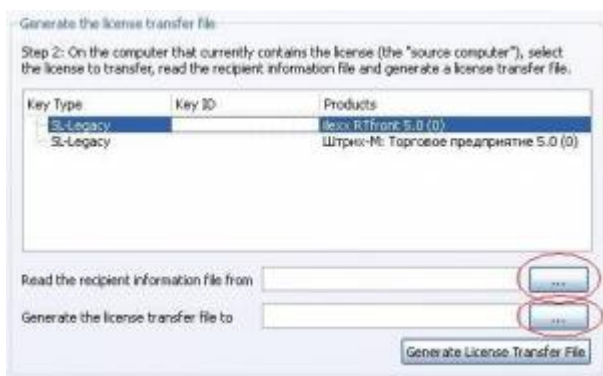 Generate the license transfer file
Step 2: On the computer that currently contains the license (the "source computer"), select
the license to transfer, read the recipient information file and generate a license transfer file.
Key Type Key ID Products
SL-Legacy Ilexx RTfront 5.0 (0)
SL-Legacy Штрих-М: Торговое предприятие 5.0 (0)
Read the recipient information file from ...
Generate the license transfer file to ...
Generate License Transfer File